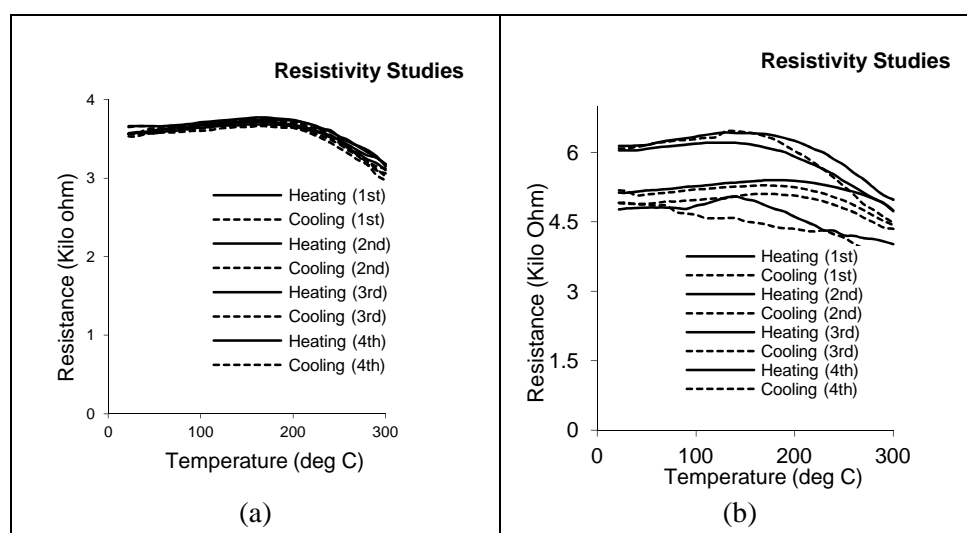 Resistivity Studies
4
3
2
1
0
0
100
200
300
Resistance (Kilo ohm)
Heating (1st)
Cooling (1st)
Heating (2nd)
Cooling (2nd)
Heating (3rd)
Cooling (3rd)
Heating (4th)
Cooling (4th)
Temperature (deg C)
(a)
Resistivity Studies
6
4.5
3
1.5
0
0
100
200
300
Resistance (Kilo Ohm)
Heating (1st)
Cooling (1st)
Heating (2nd)
Cooling (2nd)
Heating (3rd)
Cooling (3rd)
Heating (4th)
Cooling (4th)
Temperature (deg C)
(b)